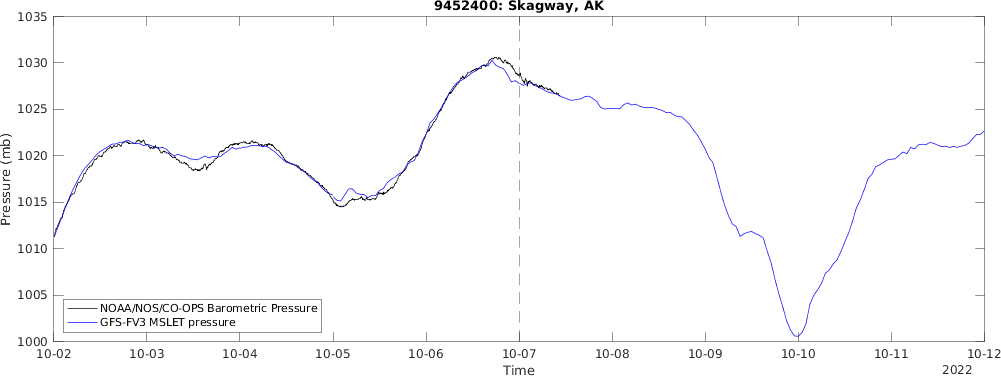 9452400: Skagway, AK
Pressure (mb)
1035
1030
1025
1020
1015
1010
1005
1000
NOAA/NOS/CO-OPS Barometric Pressure
GFS-FV3 MSLET pressure
10-02 10-03 10-04 10-05 10-06 10-07 10-08 10-09 10-10 10-11 10-12
Time
2022